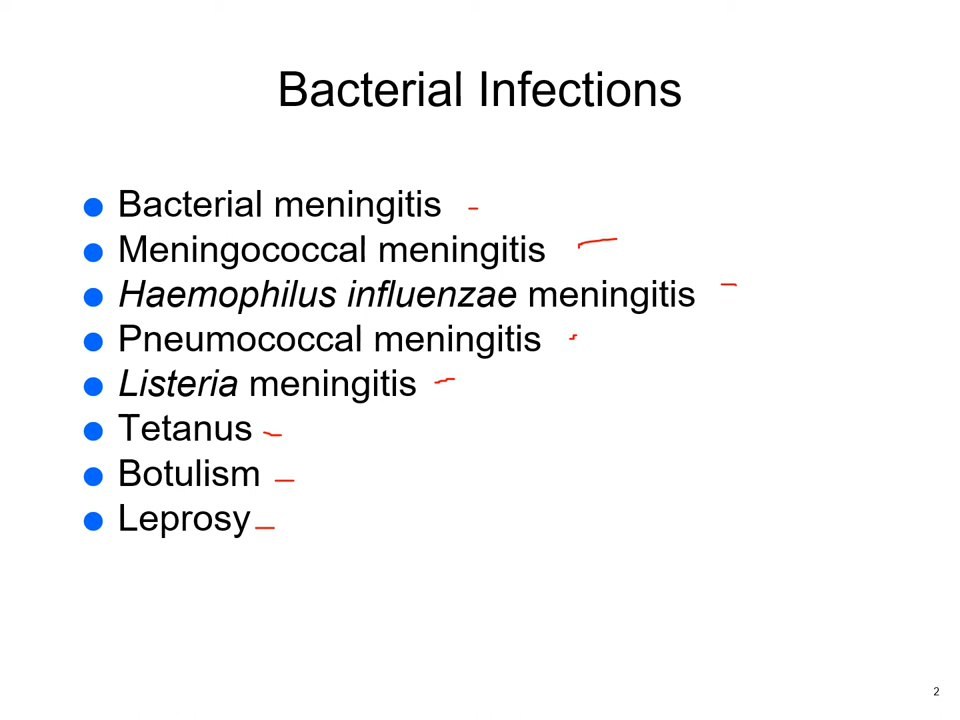 Bacterial Infections
Bacterial meningitis
Meningococcal meningitis
Haemophilus influenzae meningitis
Pneumococcal meningitis
Listeria meningitis
Tetanus
Botulism
Leprosy
2